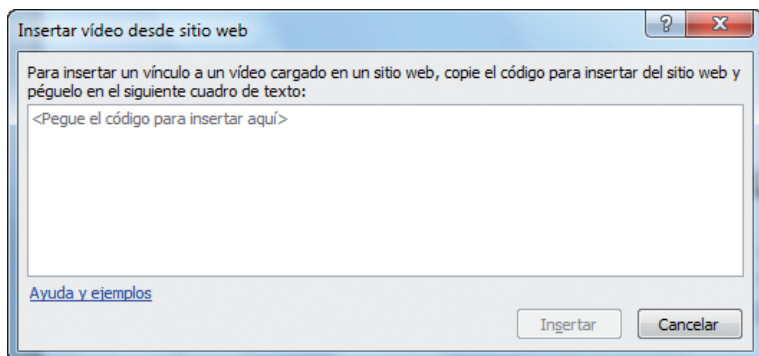 Insertar vídeo desde sitio web
?
X
Para insertar un vínculo a un vídeo cargado en un sitio web, copie el código para insertar del sitio web y
péguelo en el siguiente cuadro de texto:
<Pegue el código para insertar aquí>
Ayuda y ejemplos
Insertar
Cancelar